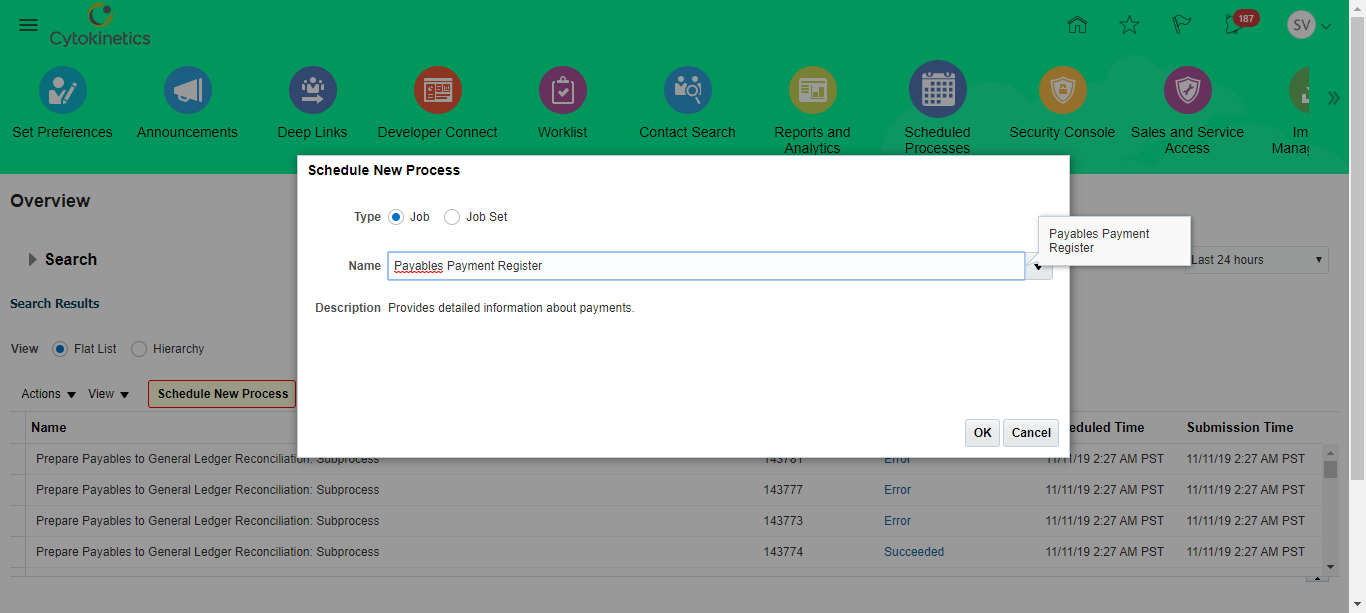 Cytokinetics
187
SV
Set Preferences
Announcements
Deep Links
Developer Connect
Worklist
Contact Search
Reports and
Analytics
Scheduled
Processes
Security Console
Sales and Service
Access
Im
Manag
Schedule New Process
Overview
Type
Job
Job Set
Payables Payment
Register
Search
Name
Payables Payment Register
Last 24 hours
Search Results
Description
Provides detailed information about payments.
View
Flat List
Hierarchy
Actions
View
Schedule New Process
OK
Cancel
Name
eduled Time
Submission Time
Prepare Payables to General Ledger Reconciliation: Subprocess
143781
Error
11/11/19 2:27 AM PST
11/11/19 2:27 AM PST
Prepare Payables to General Ledger Reconciliation: Subprocess
143777
Error
11/11/19 2:27 AM PST
11/11/19 2:27 AM PST
Prepare Payables to General Ledger Reconciliation: Subprocess
143773
Error
11/11/19 2:27 AM PST
11/11/19 2:27 AM PST
Prepare Payables to General Ledger Reconciliation: Subprocess
143774
Succeeded
11/11/19 2:27 AM PST
11/11/19 2:27 AM PST